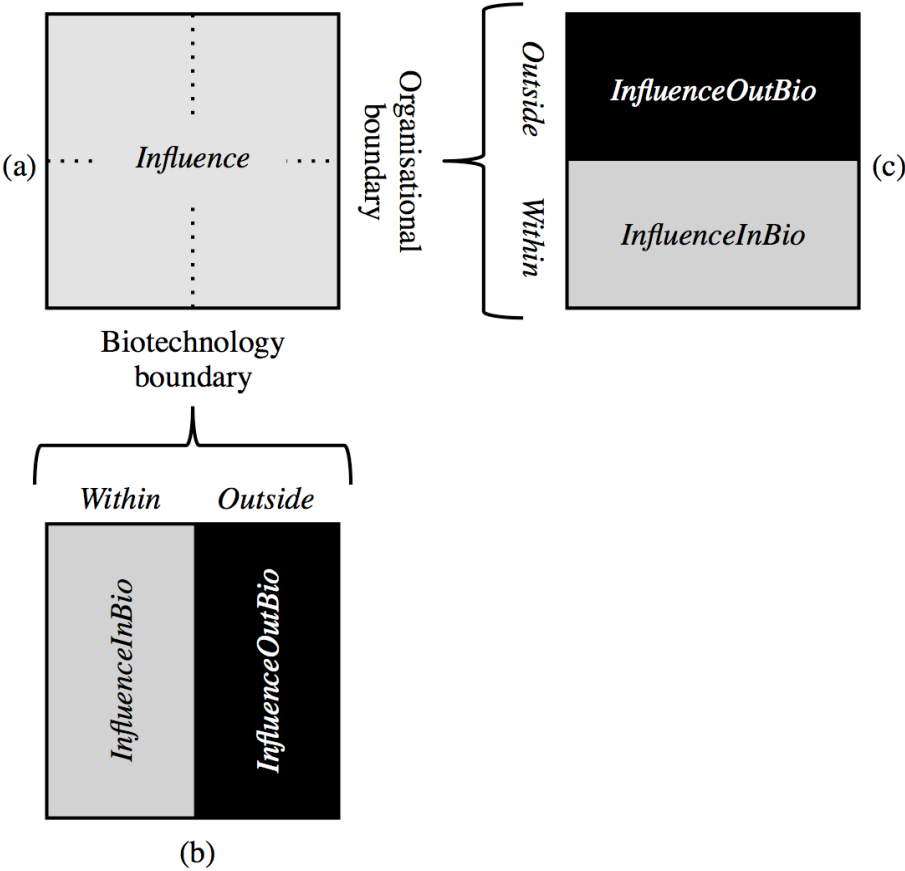 (a)
Influence
Organisational
boundary
Outside
Within
InfluenceOutBio
InfluenceInBio
(c)
Biotechnology
boundary
Within
Outside
InfluenceInBio
InfluenceOutBio
(b)